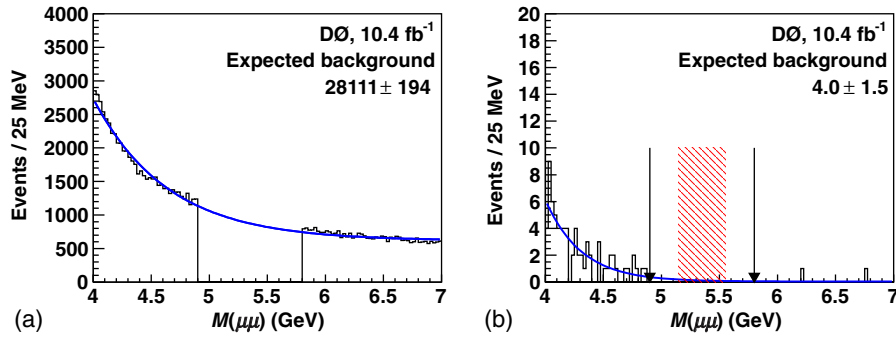 4000
3500
3000
2500
2000
1500
1000
500
0
Events / 25 MeV
DØ, 10.4 fb⁻¹
Expected background
28111 ± 194
4 4.5 5 5.5 6 6.5 7
M(μμ) (GeV)
(a)
20
18
16
14
12
10
8
6
4
2
0
Events / 25 MeV
DØ, 10.4 fb⁻¹
Expected background
4.0 ± 1.5
4 4.5 5 5.5 6 6.5 7
M(μμ) (GeV)
(b)